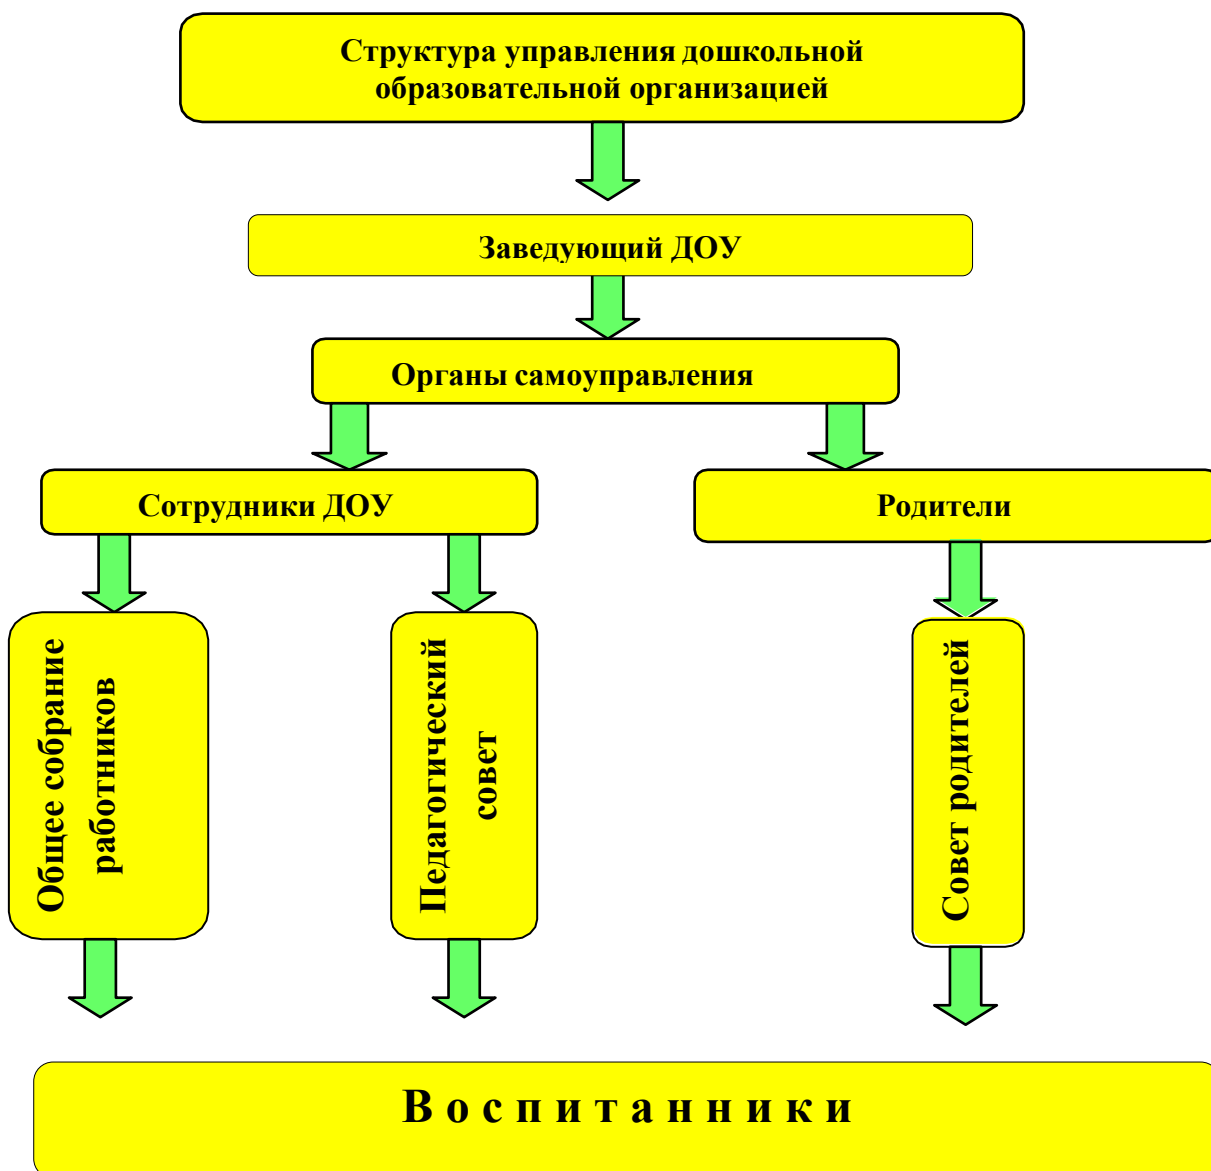 Структура управления дошкольной
образовательной организацией
Заведующий ДОУ
Органы самоуправления
Сотрудники ДОУ
Родители
Общее собрание
работников
Педагогический
совет
Совет родителей
В о с п и т а н н и к и